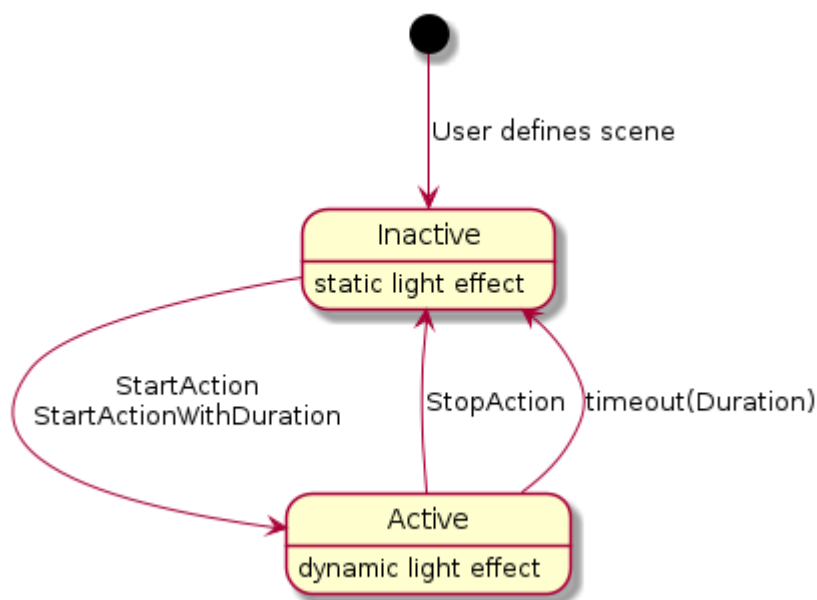 User defines scene
Inactive
static light effect
StartAction
StartActionWithDuration
StopAction
timeout(Duration)
Active
dynamic light effect